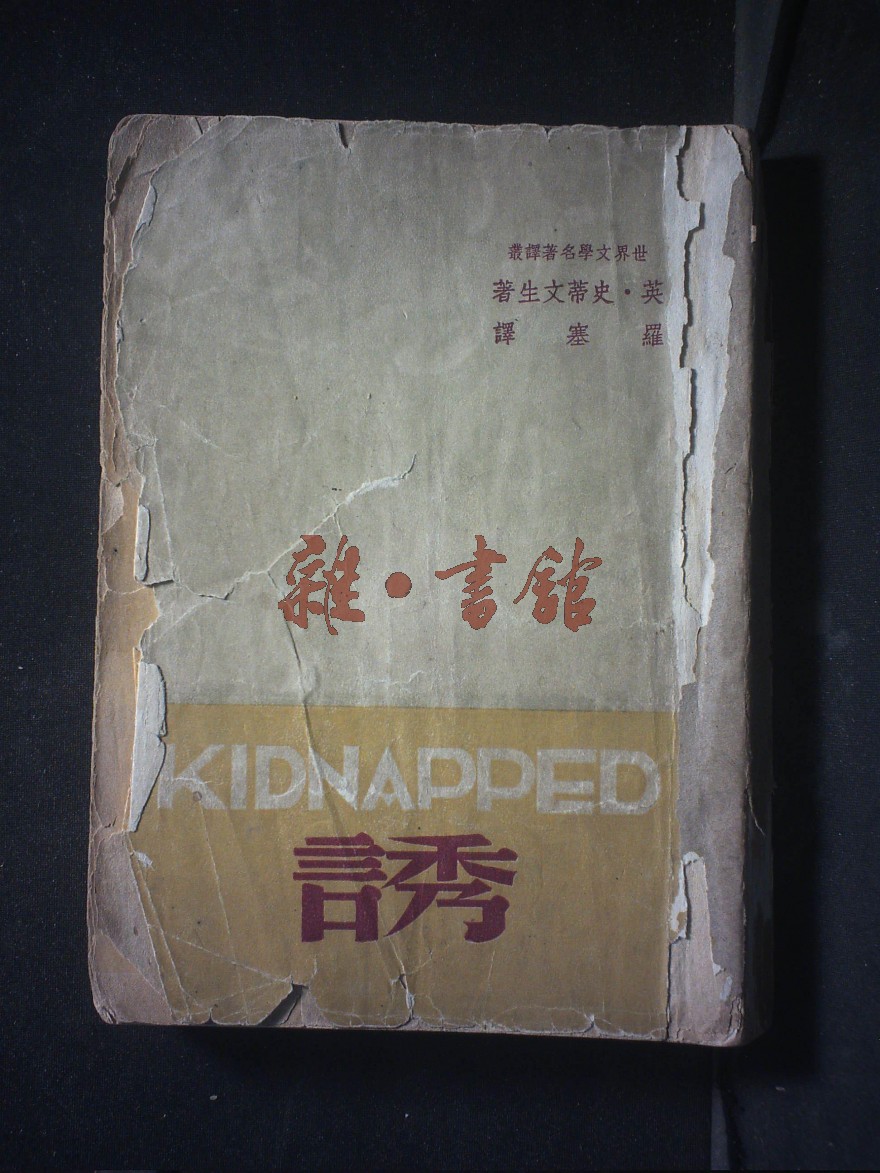 世界文學名著譯叢
英·史蒂文生著
羅塞譯
雜·書館
KIDNAPPED
誘